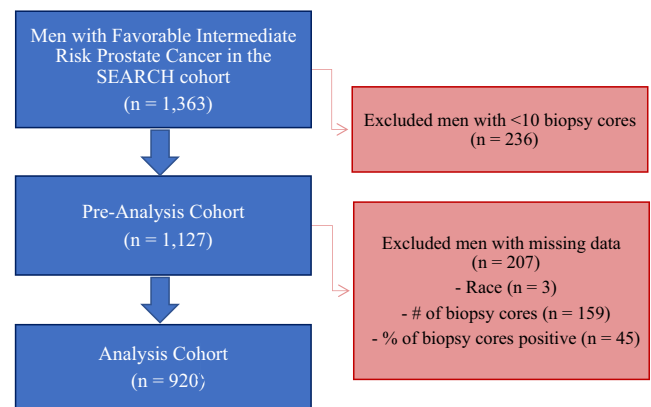 Men with Favorable Intermediate
Risk Prostate Cancer in the
SEARCH cohort
(n = 1,363)
Excluded men with <10 biopsy cores
(n = 236)
Pre-Analysis Cohort
(n = 1,127)
Excluded men with missing data
(n = 207)
- Race (n = 3)
- # of biopsy cores (n = 159)
- % of biopsy cores positive (n = 45)
Analysis Cohort
(n = 920)